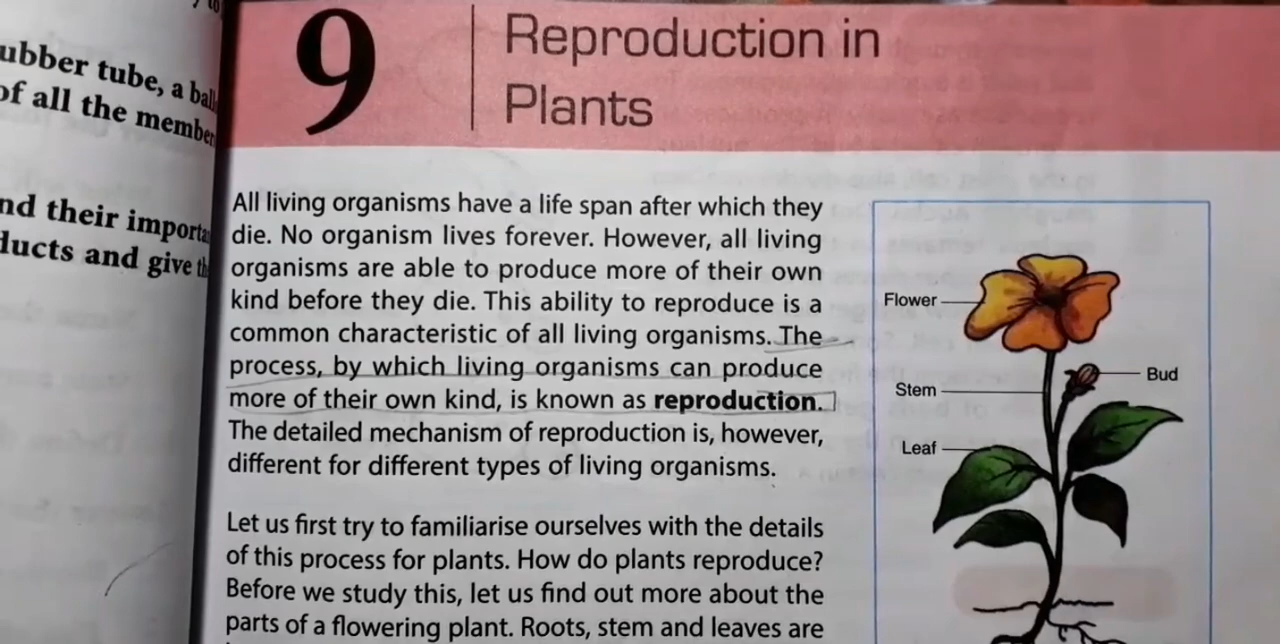 ubber tube, a
of all the
nd their
ducts and give
9
Reproduction in
Plants
All living organisms have a life span after which they
die. No organism lives forever. However, all living
organisms are able to produce more of their own
kind before they die. This ability to reproduce is a
common characteristic of all living organisms. The
process, by which living organisms can produce
more of their own kind, is known as reproduction.
The detailed mechanism of reproduction is, however,
different for different types of living organisms.
Let us first try to familiarise ourselves with the details
of this process for plants. How do plants reproduce?
Before we study this, let us find out more about the
parts of a flowering plant. Roots, stem and leaves are
Flower
Bud
Stem
Leaf